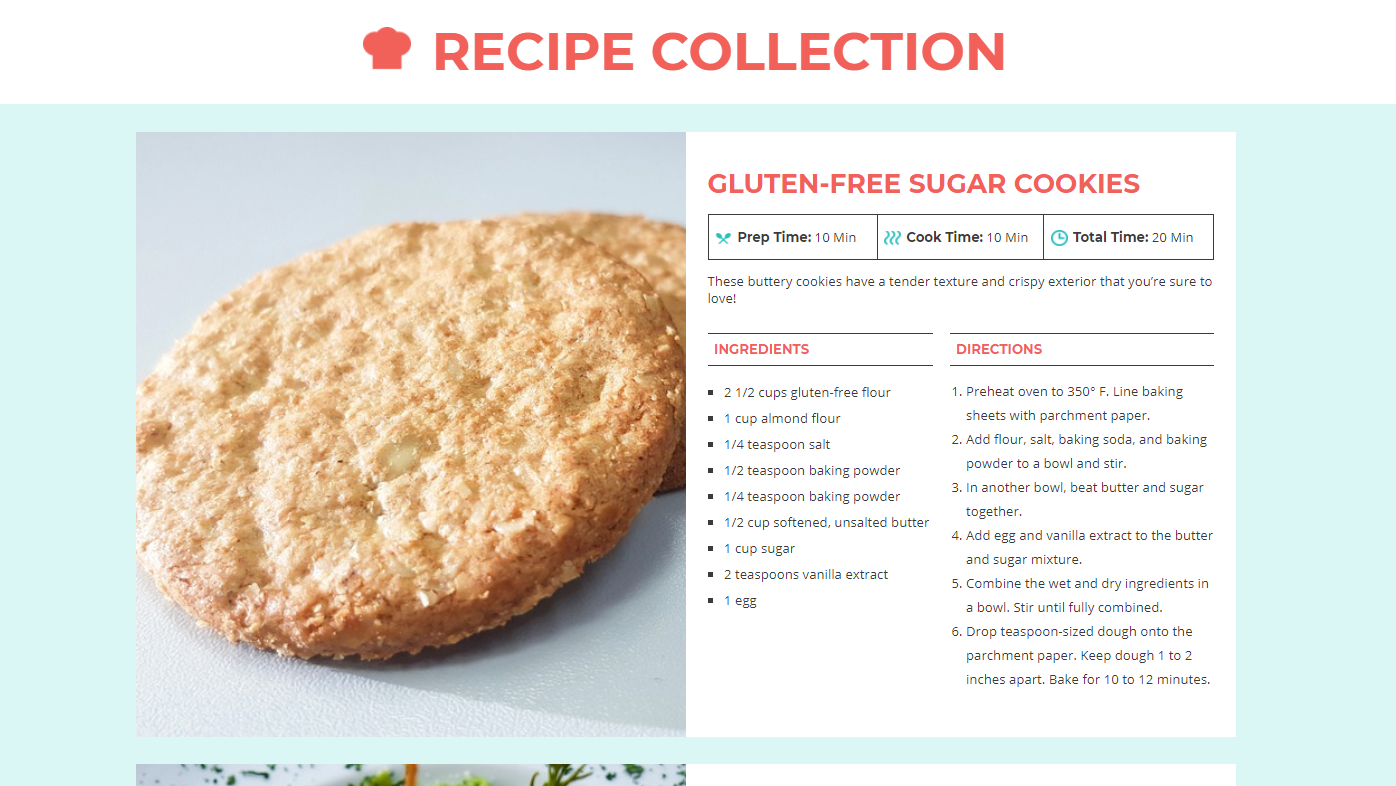 RECIPE COLLECTION
GLUTEN-FREE SUGAR COOKIES
Prep Time: 10 Min
Cook Time: 10 Min
Total Time: 20 Min
These buttery cookies have a tender texture and crispy exterior that you’re sure to
love!
INGREDIENTS
2 1/2 cups gluten-free flour
1 cup almond flour
1/4 teaspoon salt
1/2 teaspoon baking powder
1/4 teaspoon baking powder
1/2 cup softened, unsalted butter
1 cup sugar
2 teaspoons vanilla extract
1 egg
DIRECTIONS
1. Preheat oven to 350° F. Line baking
sheets with parchment paper.
2. Add flour, salt, baking soda, and baking
powder to a bowl and stir.
3. In another bowl, beat butter and sugar
together.
4. Add egg and vanilla extract to the butter
and sugar mixture.
5. Combine the wet and dry ingredients in
a bowl. Stir until fully combined.
6. Drop teaspoon-sized dough onto the
parchment paper. Keep dough 1 to 2
inches apart. Bake for 10 to 12 minutes.